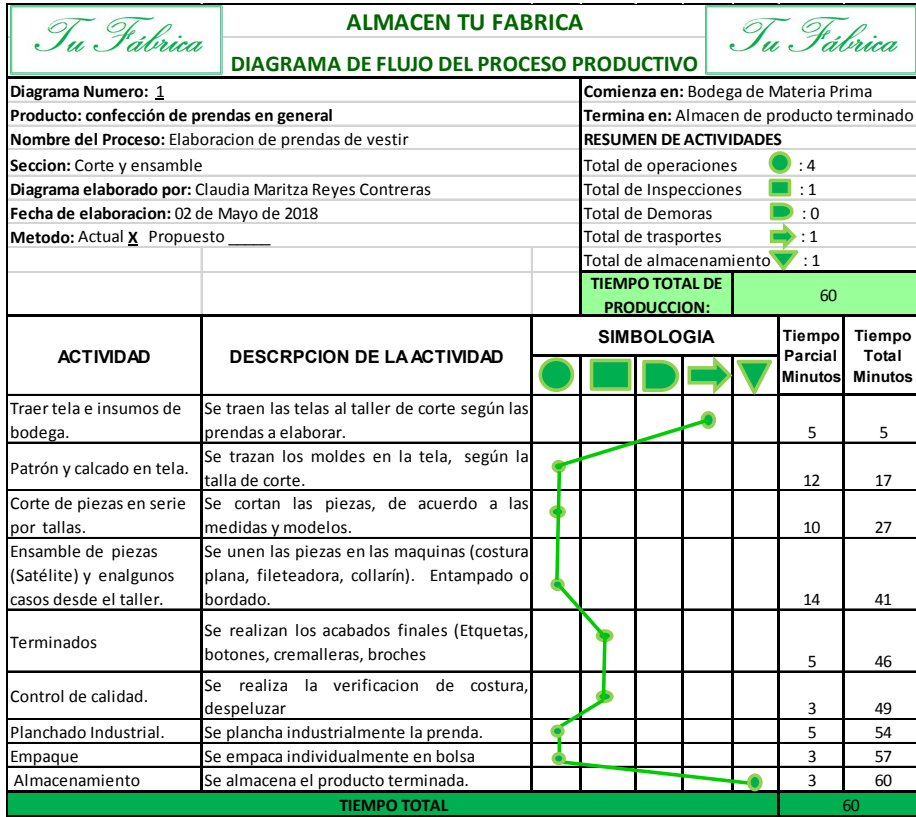 Tu Fábrica
ALMACEN TU FABRICA
Tu Fábrica
DIAGRAMA DE FLUJO DEL PROCESO PRODUCTIVO
Diagrama Numero: 1
Comienza en: Bodega de Materia Prima
Producto: confección de prendas en general
Termina en: Almacen de producto terminado
Nombre del Proceso: Elaboracion de prendas de vestir
RESUMEN DE ACTIVIDADES
Seccion: Corte y ensamble
Total de operaciones : 4
Diagrama elaborado por: Claudia Maritza Reyes Contreras
Total de Inspecciones : 1
Fecha de elaboracion: 02 de Mayo de 2018
Total de Demoras : 0
Metodo: Actual X Propuesto _____
Total de trasportes : 1
Total de almacenamiento : 1
TIEMPO TOTAL DE
PRODUCCION:
60
ACTIVIDAD
DESCRPCION DE LA ACTIVIDAD
SIMBOLOGIA
Tiempo
Parcial
Minutos
Tiempo
Total
Minutos
Traer tela e insumos de
bodega.
Se traen las telas al taller de corte según las
prendas a elaborar.
5
5
Patrón y calcado en tela.
Se trazan los moldes en la tela, según la
talla de corte.
12
17
Corte de piezas en serie
por tallas.
Se cortan las piezas, de acuerdo a las
medidas y modelos.
10
27
Ensamble de piezas
(Satélite) y enalgunos
casos desde el taller.
Se unen las piezas en las maquinas (costura
plana, fileteadora, collarín). Entampado o
bordado.
14
41
Terminados
Se realizan los acabados finales (Etquetas,
botones, cremalleras, broches
5
46
Control de calidad.
Se realiza la verificacion de costura,
despeluzar
3
49
Planchado Industrial.
Se plancha industrialmente la prenda.
5
54
Empaque
Se empaca individualmente en bolsa
3
57
Almacenamiento
Se almacena el producto terminada.
3
60
TIEMPO TOTAL
60